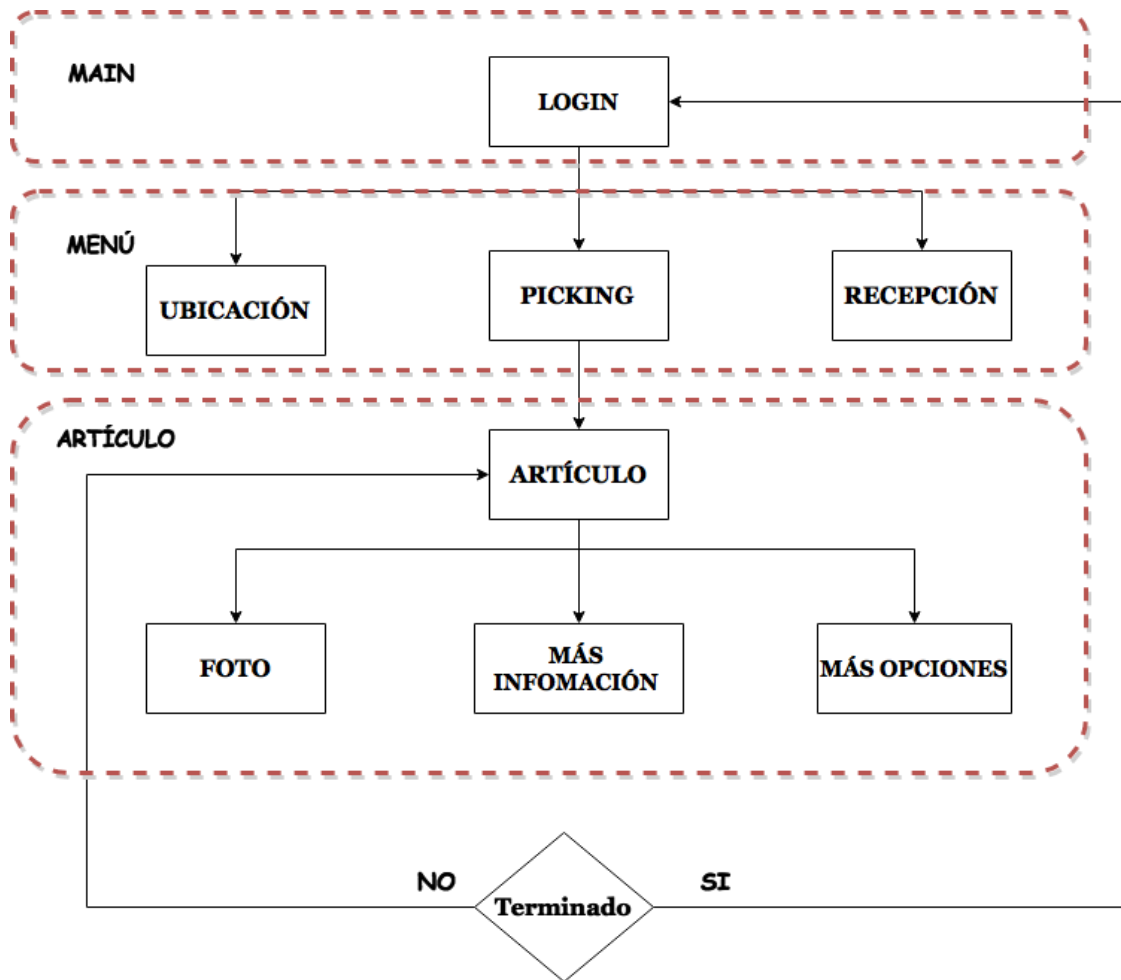 MAIN
LOGIN
MENÚ
UBICACIÓN
PICKING
RECEPCIÓN
ARTÍCULO
ARTÍCULO
FOTO
MÁS
INFOMACIÓN
MÁS OPCIONES
NO
SI
Terminado